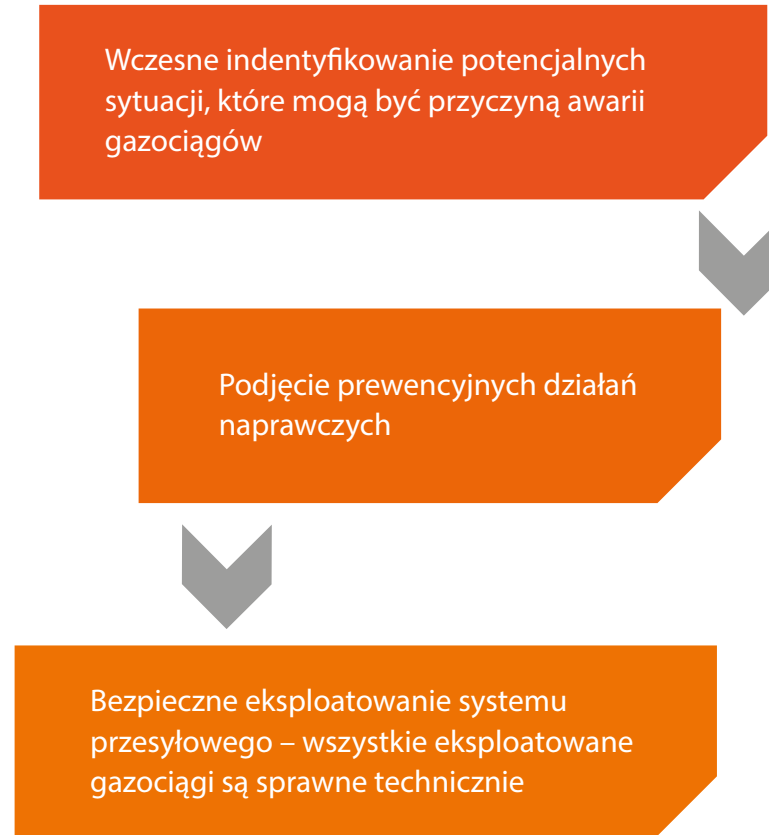 Wczesne indentyfikowanie potencjalnych
sytuacji, które mogą być przyczyną awarii
gazociągów
Podjęcie prewencyjnych działań
naprawczych
Bezpieczne eksploatowanie systemu
przesyłowego – wszystkie eksploatowane
gazociągi są sprawne technicznie